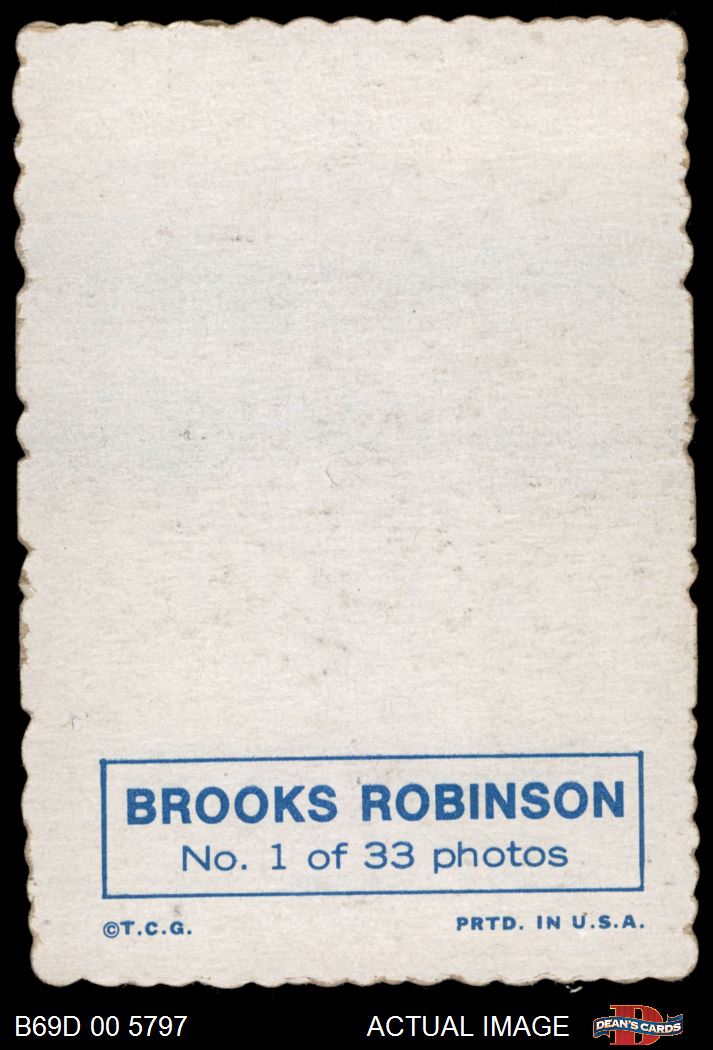 BROOKS ROBINSON
No. 1 of 33 photos
©T.C.G. PRTD. IN U.S.A.
B69D 00 5797 ACTUAL IMAGE DEAN'S CARDS